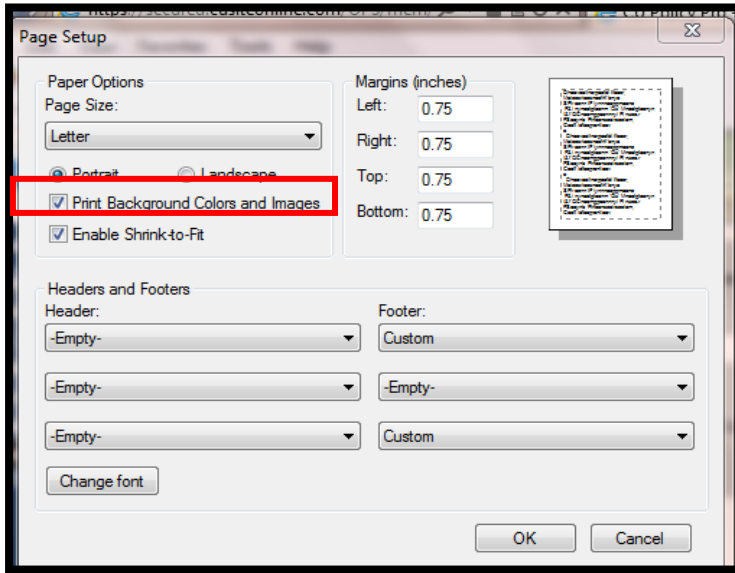 Page Setup
Paper Options
Page Size:
Letter
Portrait Landscape
Print Background Colors and Images
Enable Shrink-to-Fit
Margins (inches)
Left: 0.75
Right: 0.75
Top: 0.75
Bottom: 0.75
Headers and Footers
Header: Footer:
-Empty- Custom
-Empty- -Empty-
-Empty- Custom
Change font
OK Cancel